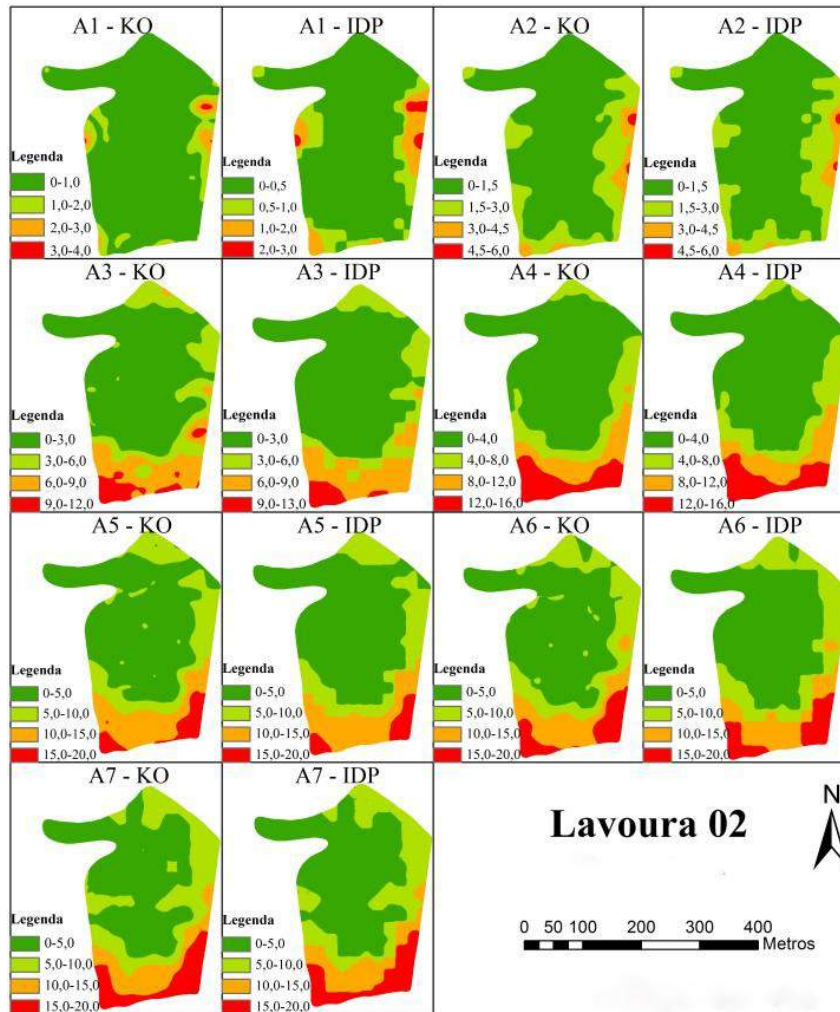 A1 - KO
Legenda
0-1,0
1,0-2,0
2,0-3,0
3,0-4,0
A1 - IDP
Legenda
0-0,5
0,5-1,0
1,0-2,0
2,0-3,0
A2 - KO
Legenda
0-1,5
1,5-3,0
3,0-4,5
4,5-6,0
A2 - IDP
Legenda
0-1,5
1,5-3,0
3,0-4,5
4,5-6,0
A3 - KO
Legenda
0-3,0
3,0-6,0
6,0-9,0
9,0-12,0
A3 - IDP
Legenda
0-3,0
3,0-6,0
6,0-9,0
9,0-13,0
A4 - KO
Legenda
0-4,0
4,0-8,0
8,0-12,0
12,0-16,0
A4 - IDP
Legenda
0-4,0
4,0-8,0
8,0-12,0
12,0-16,0
A5 - KO
Legenda
0-5,0
5,0-10,0
10,0-15,0
15,0-20,0
A5 - IDP
Legenda
0-5,0
5,0-10,0
10,0-15,0
15,0-20,0
A6 - KO
Legenda
0-5,0
5,0-10,0
10,0-15,0
15,0-20,0
A6 - IDP
Legenda
0-5,0
5,0-10,0
10,0-15,0
15,0-20,0
A7 - KO
Legenda
0-5,0
5,0-10,0
10,0-15,0
15,0-20,0
A7 - IDP
Legenda
0-5,0
5,0-10,0
10,0-15,0
15,0-20,0
Lavoura 02
N
0 50 100 200 300 400
Metros